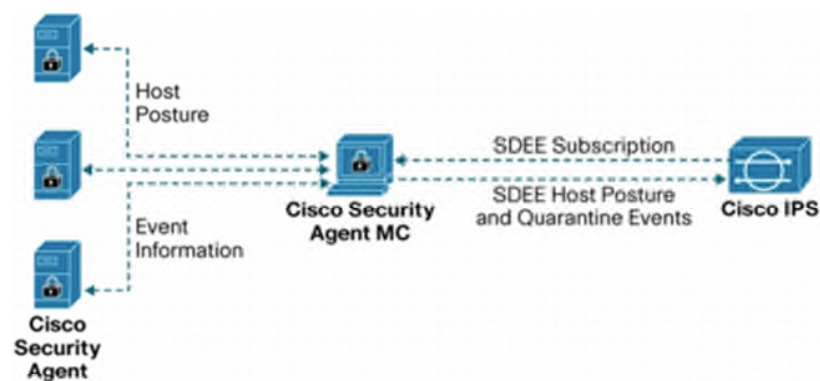 Host
Posture
Event
Information
Cisco
Security
Agent
Cisco Security
Agent MC
SDEE Subscription
SDEE Host Posture
and Quarantine Events
Cisco IPS